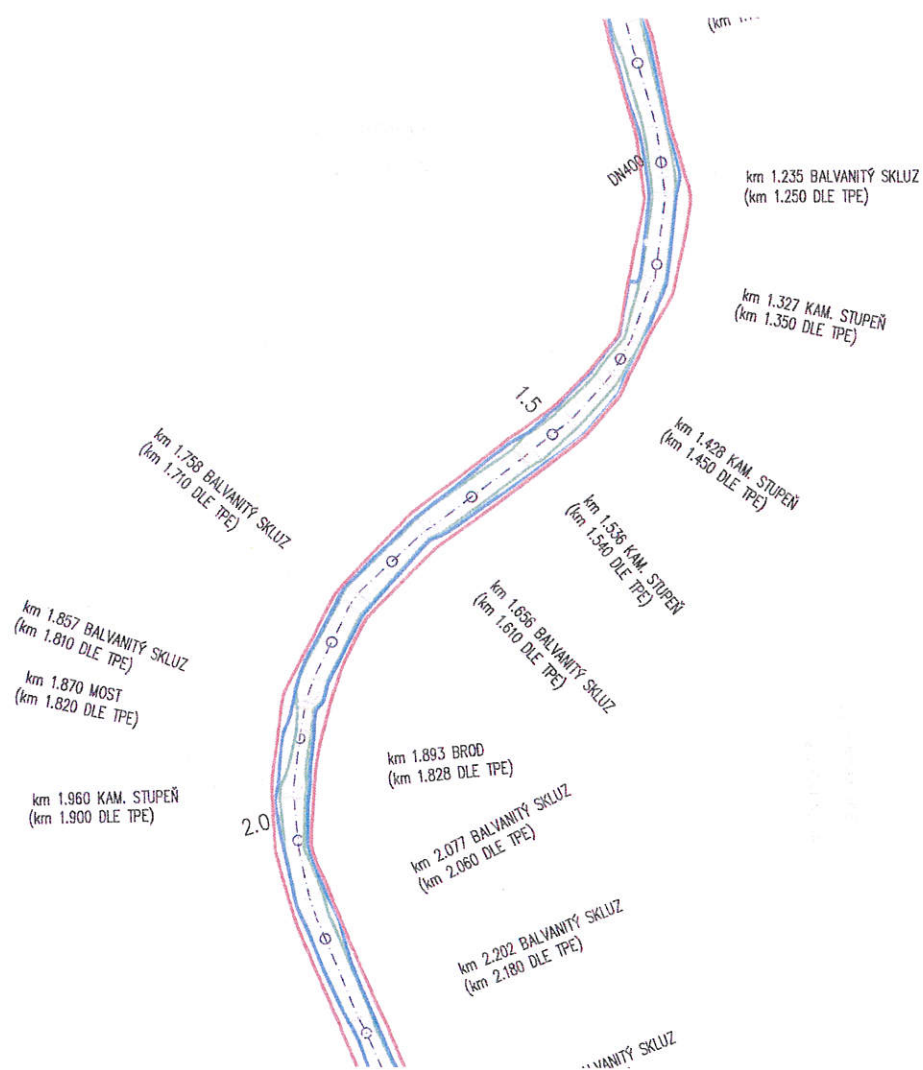 DN400
km 1.235 BALVANITÝ SKLUZ
(km 1.250 DLE TPE)
km 1.327 KAM. STUPEŇ
(km 1.350 DLE TPE)
1.5
km 1.428 KAM. STUPEŇ
(km 1.450 DLE TPE)
km 1.758 BALVANITÝ SKLUZ
(km 1.710 DLE TPE)
km 1.536 KAM. STUPEŇ
(km 1.540 DLE TPE)
km 1.656 BALVANITÝ SKLUZ
(km 1.610 DLE TPE)
km 1.857 BALVANITÝ SKLUZ
(km 1.810 DLE TPE)
km 1.870 MOST
(km 1.820 DLE TPE)
km 1.893 BROD
(km 1.828 DLE TPE)
km 1.960 KAM. STUPEŇ
(km 1.900 DLE TPE)
2.0
km 2.077 BALVANITÝ SKLUZ
(km 2.060 DLE TPE)
km 2.202 BALVANITÝ SKLUZ
(km 2.180 DLE TPE)
SKLUZ